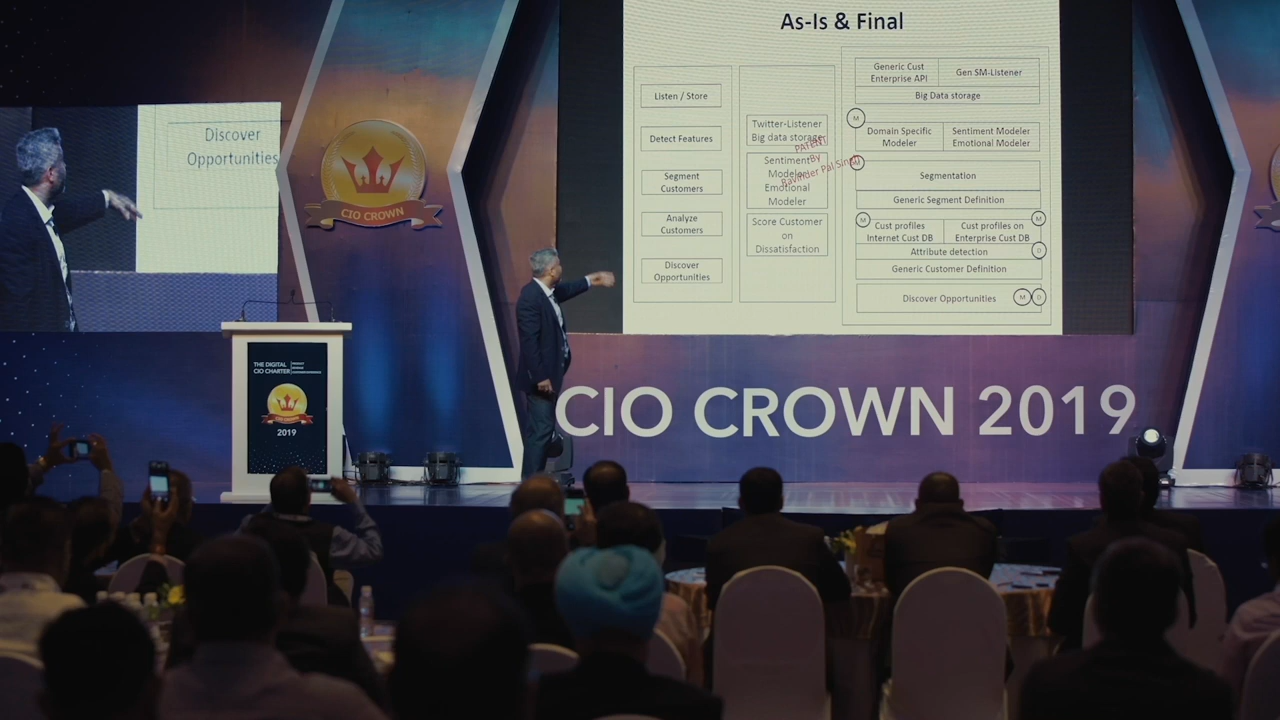 As-Is & Final
Listen / Store
Detect Features
Segment
Customers
Analyze
Customers
Discover
Opportunities
Twitter-Listener
Big data storage
Sentiment
Modeler
Emotional
Modeler
Score Customer
on
Dissatisfaction
PATENT
By
Ravinder Pal Singh
Generic Cust
Enterprise API
Gen SM-Listener
Big Data storage
M
Domain Specific
Modeler
Sentiment Modeler
Emotional Modeler
M
Segmentation
Generic Segment Definition
M
Cust profiles
Internet Cust DB
Cust profiles on
Enterprise Cust DB
M
Attribute detection
D
Generic Customer Definition
Discover Opportunities
M
D
Discover
Opportunities
CIO CROWN
THE DIGITAL
CIO CHARTER
CIO CROWN
2019
CIO CROWN 2019